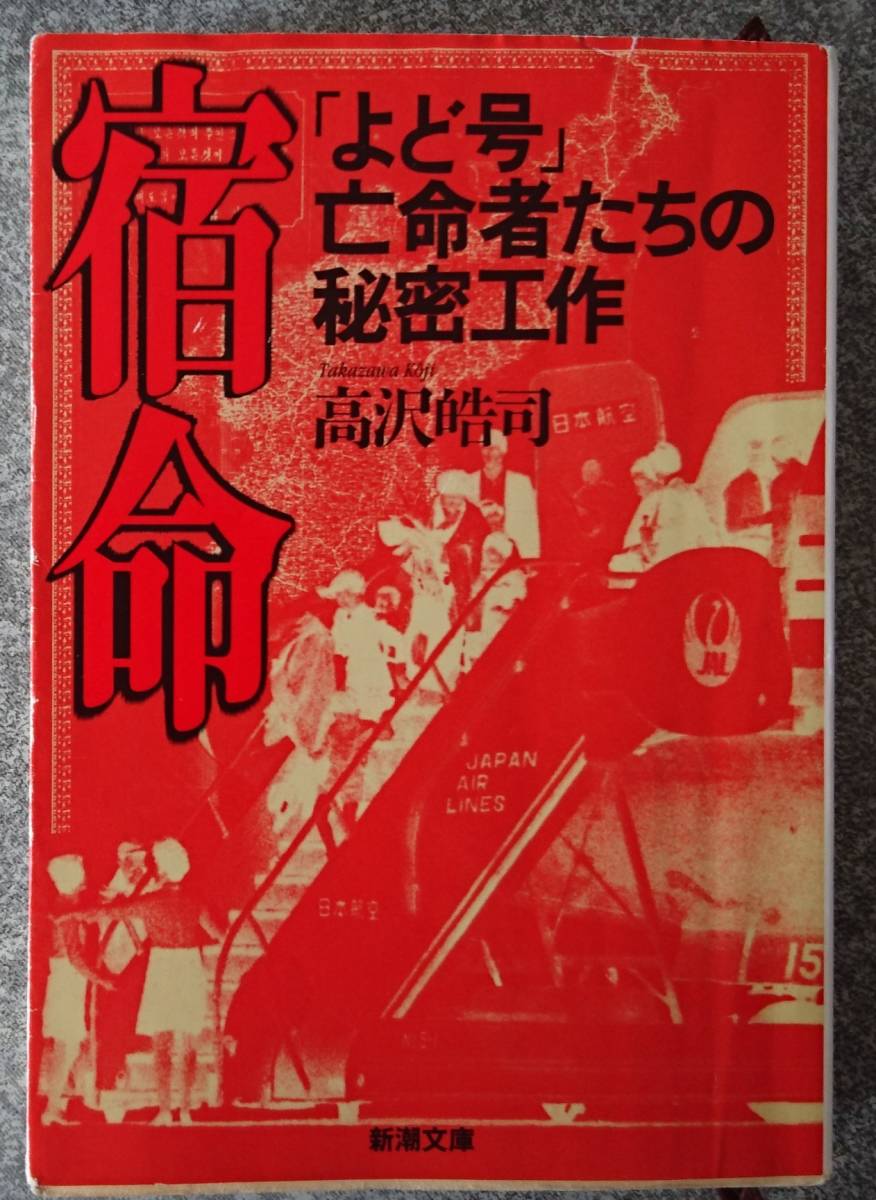 宿命
「よど号」
亡命者たちの
秘密工作
Takazawa Kōji
高沢皓司
日本航空
JAL
JAPAN
AIR
LINES
日本航空
15
新潮文庫